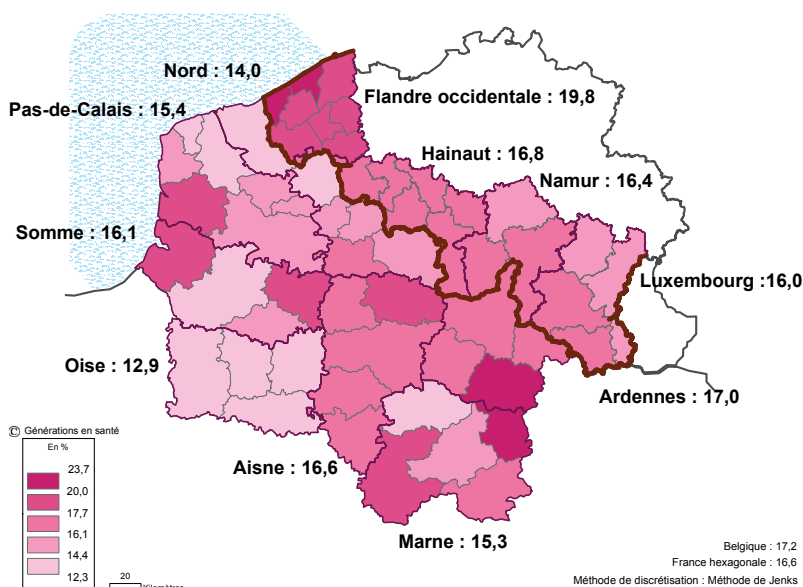 Nord : 14,0
Pas-de-Calais : 15,4
Flandre occidentale : 19,8
Hainaut : 16,8
Namur : 16,4
Somme : 16,1
Luxembourg :16,0
Oise : 12,9
Ardennes : 17,0
© Générations en santé
En %
23,7
20,0
17,7
16,1
14,4
12,3
Aisne : 16,6
Marne : 15,3
20
Kilomètres
Belgique : 17,2
France hexagonale : 16,6
Méthode de discrétisation : Méthode de Jenks